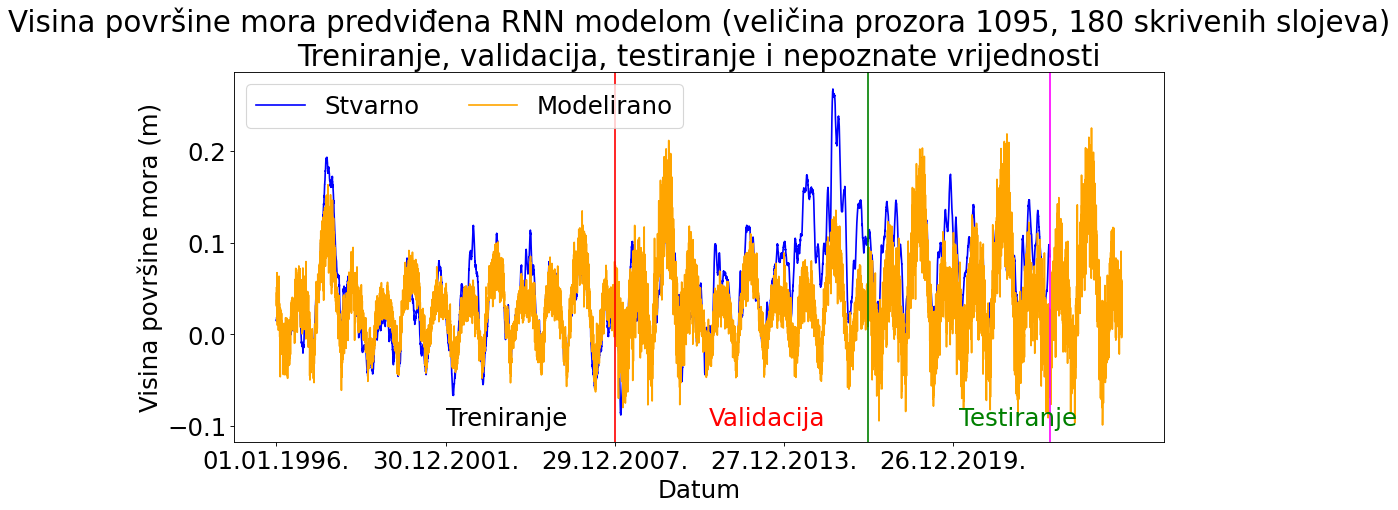 Visina površine mora predviđena RNN modelom (veličina prozora 1095, 180 skrivenih slojeva)
Treniranje, validacija, testiranje i nepoznate vrijednosti
Stvarno
Modelirano
Visina površine mora (m)
0.2
0.1
0.0
−0.1
Treniranje
Validacija
Testiranje
01.01.1996.
30.12.2001.
29.12.2007.
27.12.2013.
26.12.2019.
Datum